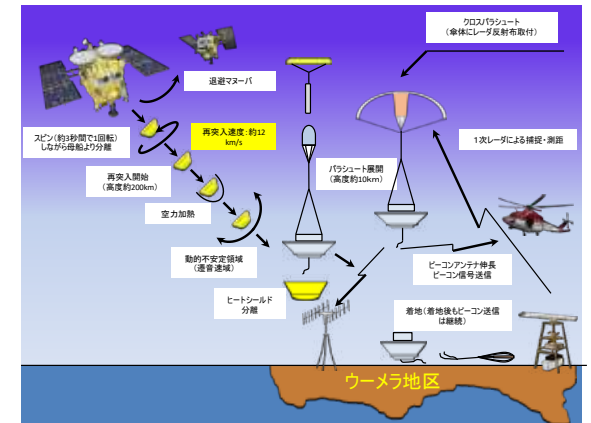 クロスパラシュート
(傘体にレーダ反射布取付)
退避マヌーバ
スピン(約3秒間で1回転)
しながら母船より分離
再突入速度:約12
km/s
1次レーダによる捕捉・測距
再突入開始
(高度約200km)
パラシュート展開
(高度約10km)
空力加熱
動的不安定領域
(遷音速域)
ビーコンアンテナ伸長
ビーコン信号送信
ヒートシールド
分離
着地(着地後もビーコン送信
は継続)
ウーメラ地区